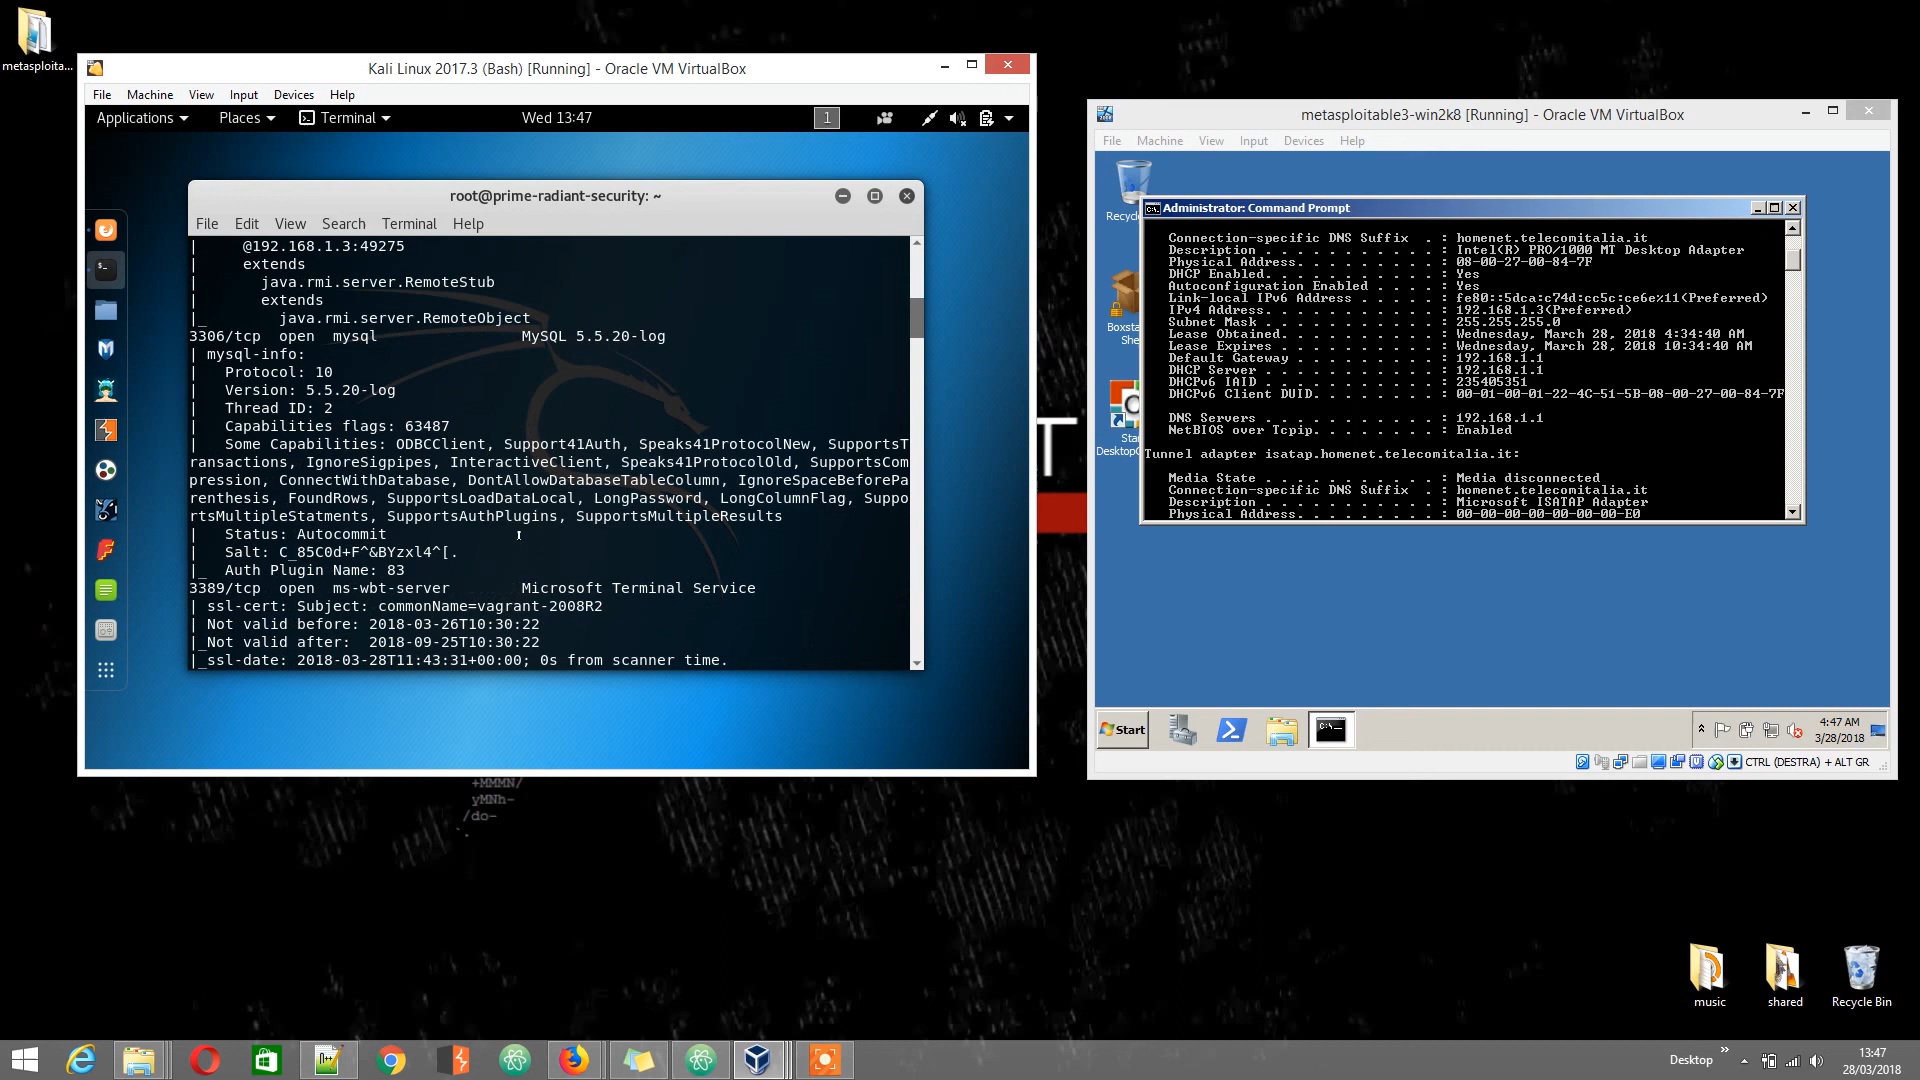 metasploita...
Kali Linux 2017.3 (Bash) [Running] - Oracle VM VirtualBox
File Machine View Input Devices Help
Applications Places Terminal Wed 13:47 1
root@prime-radiant-security: ~
File Edit View Search Terminal Help
| @192.168.1.3:49275
| extends
| java.rmi.server.RemoteStub
| extends
|_ java.rmi.server.RemoteObject
3306/tcp open mysql MySQL 5.5.20-log
| mysql-info:
| Protocol: 10
| Version: 5.5.20-log
| Thread ID: 2
| Capabilities flags: 63487
| Some Capabilities: ODBCClient, Support41Auth, Speaks41ProtocolNew, SupportsT
ransactions, IgnoreSigpipes, InteractiveClient, Speaks41ProtocolOld, SupportsCom
pression, ConnectWithDatabase, DontAllowDatabaseTableColumn, IgnoreSpaceBeforePa
renthesis, FoundRows, SupportsLoadDataLocal, LongPassword, LongColumnFlag, Suppo
rtsMultipleStatments, SupportsAuthPlugins, SupportsMultipleResults
| Status: Autocommit
| Salt: C_85C0d+F^&BYzxl4^[.
|_ Auth Plugin Name: 83
3389/tcp open ms-wbt-server Microsoft Terminal Service
| ssl-cert: Subject: commonName=vagrant-2008R2
| Not valid before: 2018-03-26T10:30:22
|_Not valid after: 2018-09-25T10:30:22
|_ssl-date: 2018-03-28T11:43:31+00:00; 0s from scanner time.
+MMMN/
yMNh-
/do-
T
metasploitable3-win2k8 [Running] - Oracle VM VirtualBox
File Machine View Input Devices Help
Recyc
Boxsta
She
Sta
DesktopC
Administrator: Command Prompt
Connection-specific DNS Suffix . : homenet.telecomitalia.it
Description . . . . . . . . . . . : Intel(R) PRO/1000 MT Desktop Adapter
Physical Address. . . . . . . . . : 08-00-27-00-84-7F
DHCP Enabled. . . . . . . . . . . : Yes
Autoconfiguration Enabled . . . . : Yes
Link-local IPv6 Address . . . . . : fe80::5dca:c74d:cc5c:ce6e%11(Preferred)
IPv4 Address. . . . . . . . . . . : 192.168.1.3(Preferred)
Subnet Mask . . . . . . . . . . . : 255.255.255.0
Lease Obtained. . . . . . . . . . : Wednesday, March 28, 2018 4:34:40 AM
Lease Expires . . . . . . . . . . : Wednesday, March 28, 2018 10:34:40 AM
Default Gateway . . . . . . . . . : 192.168.1.1
DHCP Server . . . . . . . . . . . : 192.168.1.1
DHCPv6 IAID . . . . . . . . . . . : 235405351
DHCPv6 Client DUID. . . . . . . . : 00-01-00-01-22-4C-51-5B-08-00-27-00-84-7F
DNS Servers . . . . . . . . . . . : 192.168.1.1
NetBIOS over Tcpip. . . . . . . . : Enabled
Tunnel adapter isatap.homenet.telecomitalia.it:
Media State . . . . . . . . . . . : Media disconnected
Connection-specific DNS Suffix . : homenet.telecomitalia.it
Description . . . . . . . . . . . : Microsoft ISATAP Adapter
Physical Address. . . . . . . . . : 00-00-00-00-00-00-00-E0
Start
4:47 AM
3/28/2018
CTRL (DESTRA) + ALT GR
music
shared
Recycle Bin
Desktop
13:47
28/03/2018